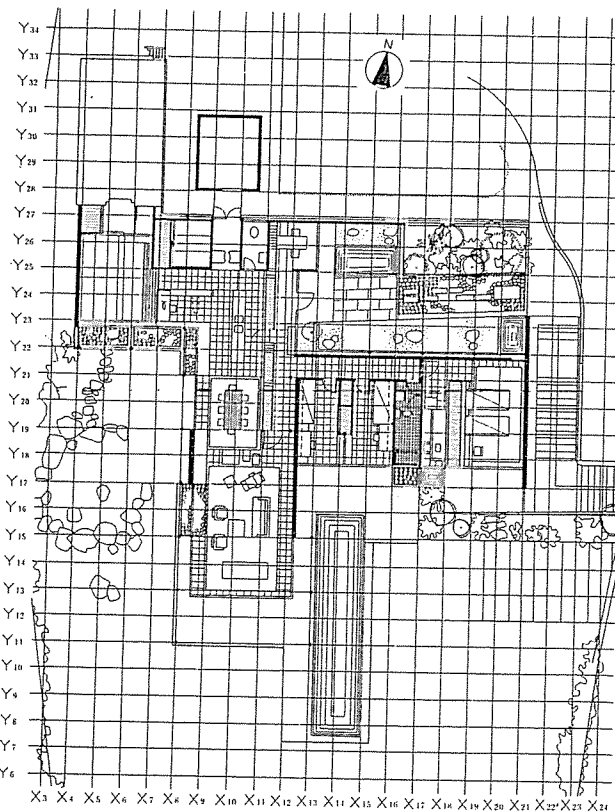 N
Y34
Y33
Y32
Y31
Y30
Y29
Y28
Y27
Y26
Y25
Y24
Y23
Y22
Y21
Y20
Y19
Y18
Y17
Y16
Y15
Y14
Y13
Y12
Y11
Y10
Y9
Y8
Y7
Y6
X3 X4 X5 X6 X7 X8 X9 X10 X11 X12 X13 X14 X15 X16 X17 X18 X19 X20 X21 X22' X23 X24